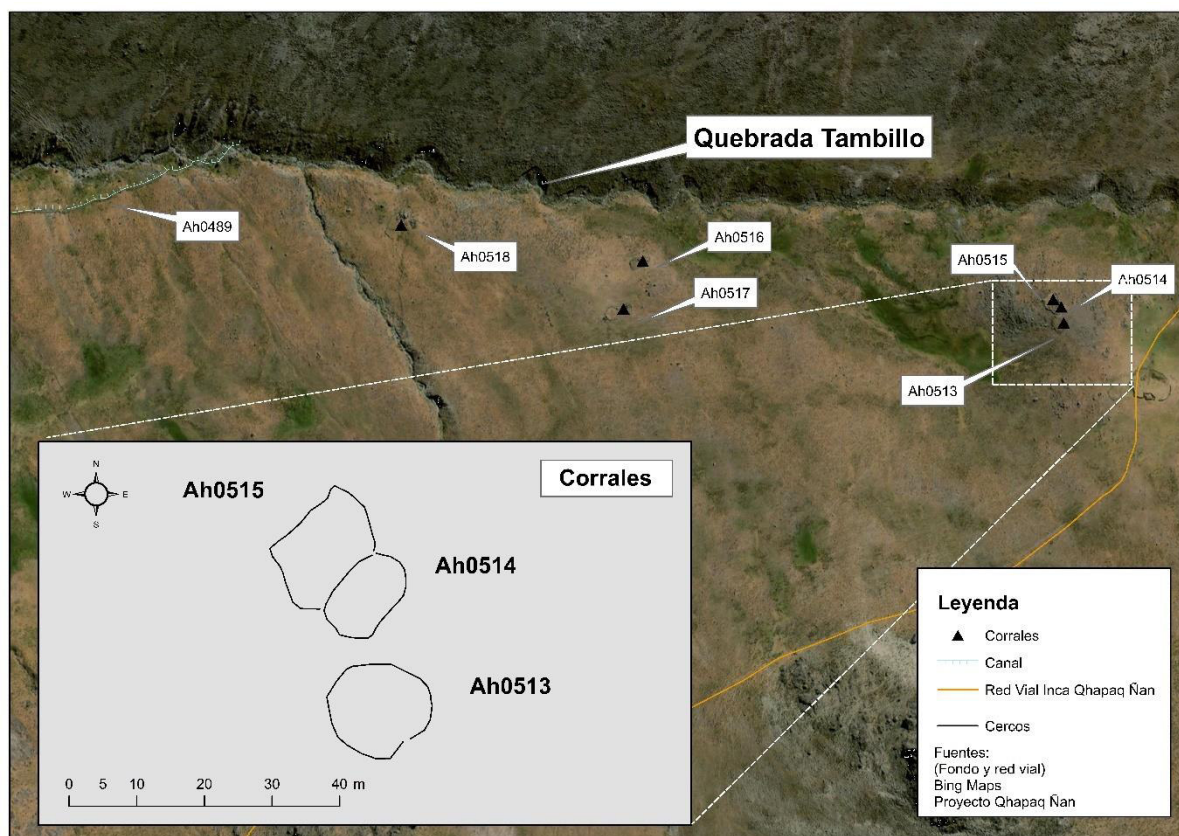 Quebrada Tambillo
Ah0489
Ah0518
Ah0516
Ah0517
Ah0515
Ah0514
Ah0513
Corrales
N
W E
S
Ah0515
Ah0514
Ah0513
0 5 10 20 30 40 m
Leyenda
Corrales
Canal
Red Vial Inca Qhapaq Ñan
Cercos
Fuentes:
(Fondo y red vial)
Bing Maps
Proyecto Qhapaq Ñan